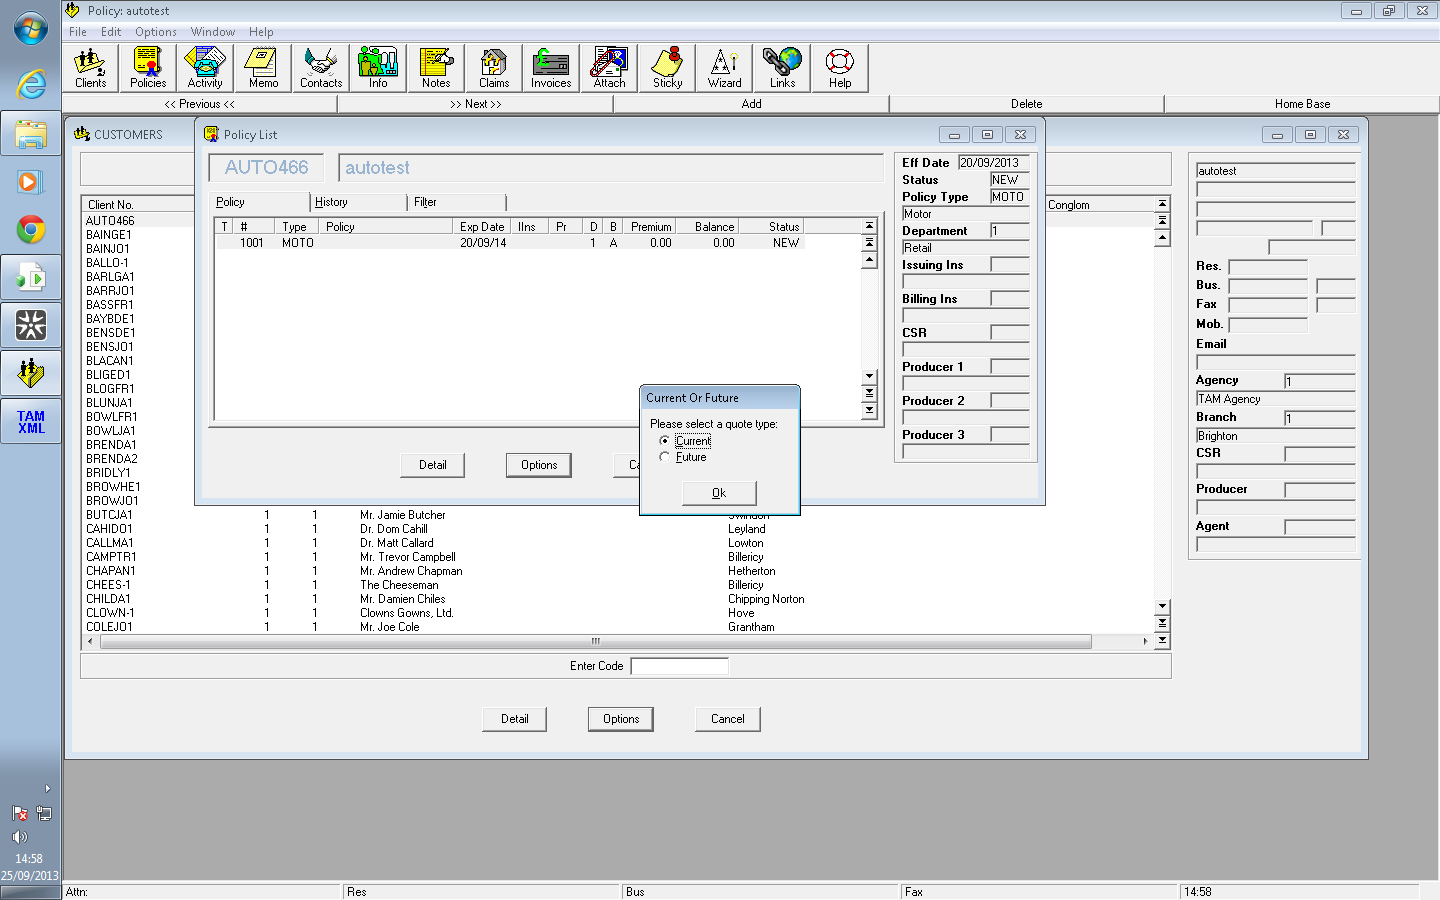 Policy: autotest
File Edit Options Window Help
Clients Policies Activity Memo Contacts Info Notes Claims Invoices Attach Sticky Wizard Links Help
<< Previous << >> Next >> Add Delete Home Base
CUSTOMERS
Policy List
AUTO466 autotest
Policy History Filter
T # Type Policy Exp Date IIns Pr D B Premium Balance Status
1001 MOTO 20/09/14 1 A 0.00 0.00 NEW
Detail Options Ca
Eff Date 20/09/2013
Status NEW
Policy Type MOTO
Motor
Department 1
Retail
Issuing Ins
Billing Ins
CSR
Producer 1
Producer 2
Producer 3
Current Or Future
Please select a quote type:
Current
Future
Ok
Client No. Conglom
AUTO466
BAINGE1
BAINJO1
BALLO-1
BARLGA1
BARRJO1
BASSFR1
BAYBDE1
BENSDE1
BENSJO1
BLACAN1
BLIGED1
BLOGFR1
BLUNJA1
BOWLFR1
BOWLJA1
BRENDA1
BRENDA2
BRIDLY1
BROWHE1
BROWJO1
BUTCJA1 1 1 Mr. Jamie Butcher Swindon
CAHIDO1 1 1 Dr. Dom Cahill Leyland
CALLMA1 1 1 Dr. Matt Callard Lowton
CAMPTR1 1 1 Mr. Trevor Campbell Billericy
CHAPAN1 1 1 Mr. Andrew Chapman Hetherton
CHEES-1 1 1 The Cheeseman Billericy
CHILDA1 1 1 Mr. Damien Chiles Chipping Norton
CLOWN-1 1 1 Clowns Gowns, Ltd. Hove
COLEJO1 1 1 Mr. Joe Cole Grantham
Enter Code
Detail Options Cancel
autotest
Res.
Bus.
Fax
Mob.
Email
Agency 1
TAM Agency
Branch 1
Brighton
CSR
Producer
Agent
TAM
XML
14:58
25/09/2013
Attn: Res Bus Fax 14:58